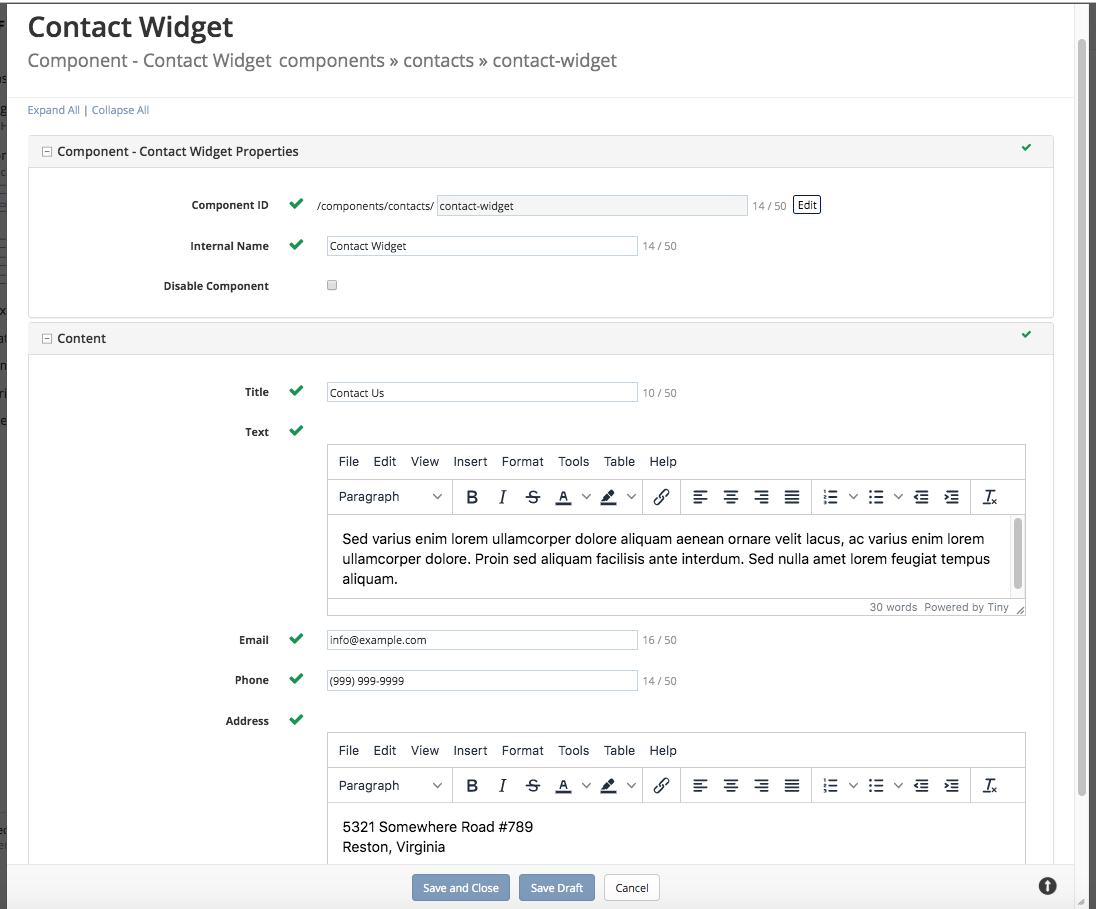 Contact Widget
Component - Contact Widget components » contacts » contact-widget
Expand All | Collapse All
Component - Contact Widget Properties
Component ID /components/contacts/ contact-widget 14 / 50 Edit
Internal Name Contact Widget 14 / 50
Disable Component
Content
Title Contact Us 10 / 50
Text
File Edit View Insert Format Tools Table Help
Paragraph B I S A
Sed varius enim lorem ullamcorper dolore aliquam aenean ornare velit lacus, ac varius enim lorem
ullamcorper dolore. Proin sed aliquam facilisis ante interdum. Sed nulla amet lorem feugiat tempus
aliquam.
30 words Powered by Tiny
Email info@example.com 16 / 50
Phone (999) 999-9999 14 / 50
Address
File Edit View Insert Format Tools Table Help
Paragraph B I S A
5321 Somewhere Road #789
Reston, Virginia
Save and Close Save Draft Cancel